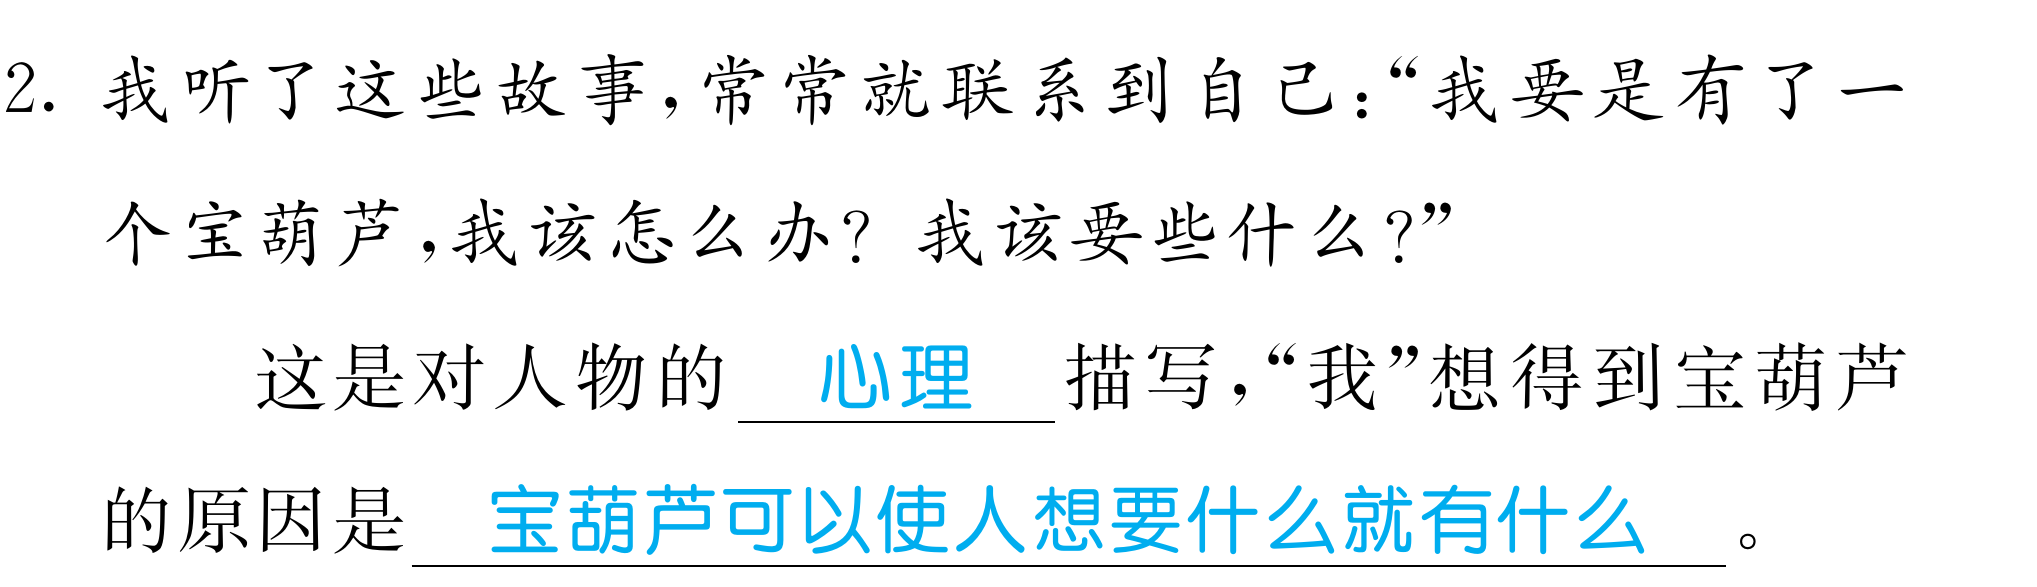 2. 我听了这些故事,常常就联系到自己:“我要是有了一
个宝葫芦,我该怎么办? 我该要些什么?”
这是对人物的 心理 描写,“我”想得到宝葫芦
的原因是 宝葫芦可以使人想要什么就有什么 。